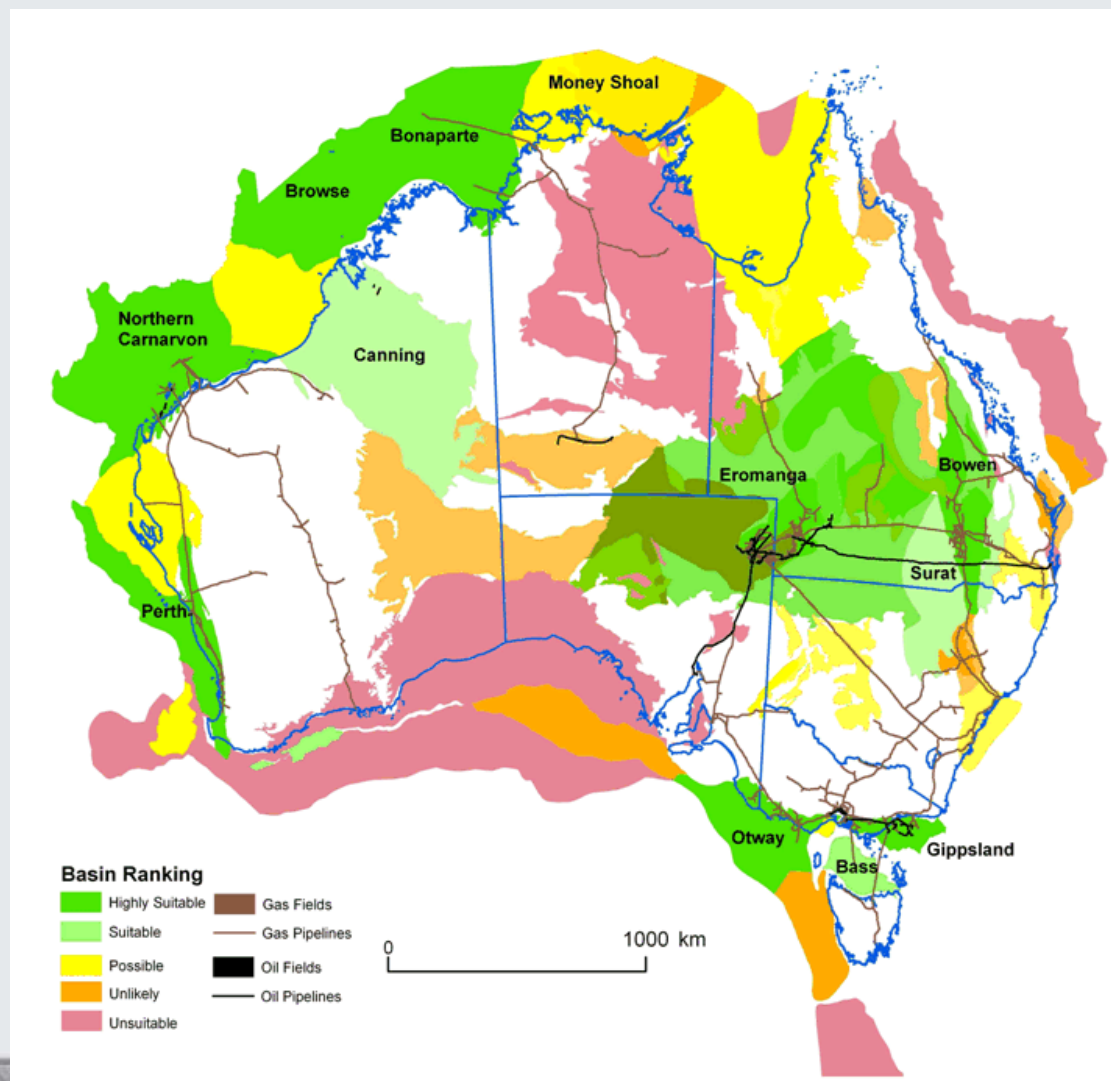 Money Shoal
Bonaparte
Browse
Northern
Carnarvon
Canning
Eromanga
Bowen
Surat
Perth
Otway
Bass
Gippsland
Basin Ranking
Highly Suitable
Suitable
Possible
Unlikely
Unsuitable
Gas Fields
Gas Pipelines
Oil Fields
Oil Pipelines
0
1000 km